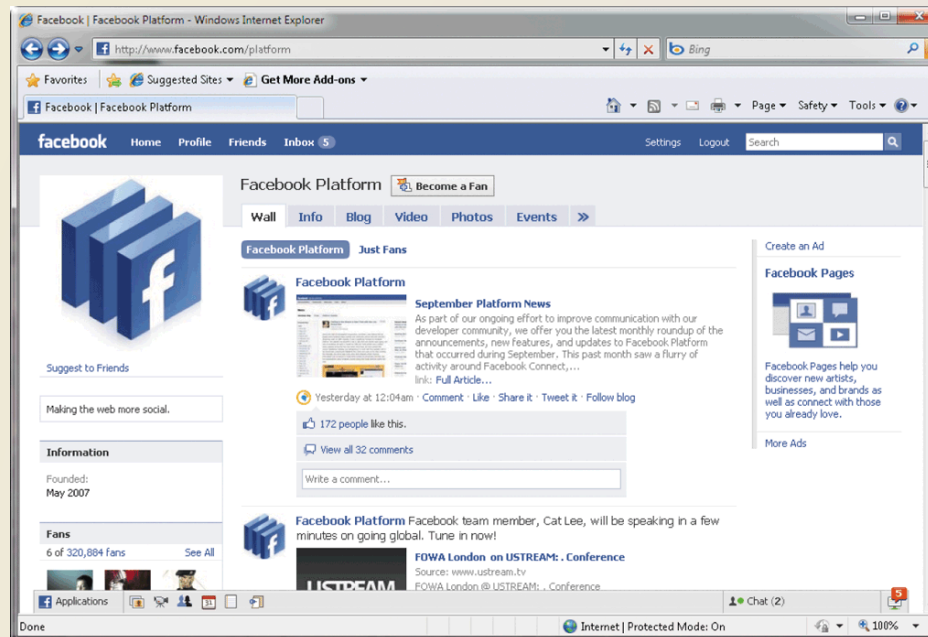 Facebook | Facebook Platform - Windows Internet Explorer
http://www.facebook.com/platform
Bing
Favorites Suggested Sites Get More Add-ons
Facebook | Facebook Platform
Page Safety Tools
facebook Home Profile Friends Inbox 5 Settings Logout Search
Facebook Platform Become a Fan
Wall Info Blog Video Photos Events »
Facebook Platform Just Fans
Suggest to Friends
Making the web more social.
Information
Founded:
May 2007
Fans
6 of 320,884 fans See All
Facebook Platform
September Platform News
As part of our ongoing effort to improve communication with our
developer community, we offer you the latest monthly roundup of the
announcements, new features, and updates to Facebook Platform
that occurred during September. This past month saw a flurry of
activity around Facebook Connect,...
link: Full Article...
Yesterday at 12:04am · Comment · Like · Share it · Tweet it · Follow blog
172 people like this.
View all 32 comments
Write a comment...
Facebook Platform Facebook team member, Cat Lee, will be speaking in a few
minutes on going global. Tune in now!
FOWA London on USTREAM: . Conference
Source: www.ustream.tv
FOWA London @ USTREAM: . Conference
USTREAM
Create an Ad
Facebook Pages
Facebook Pages help you
discover new artists,
businesses, and brands as
well as connect with those
you already love.
More Ads
Applications 31 Chat (2) 5
Done Internet | Protected Mode: On 100%